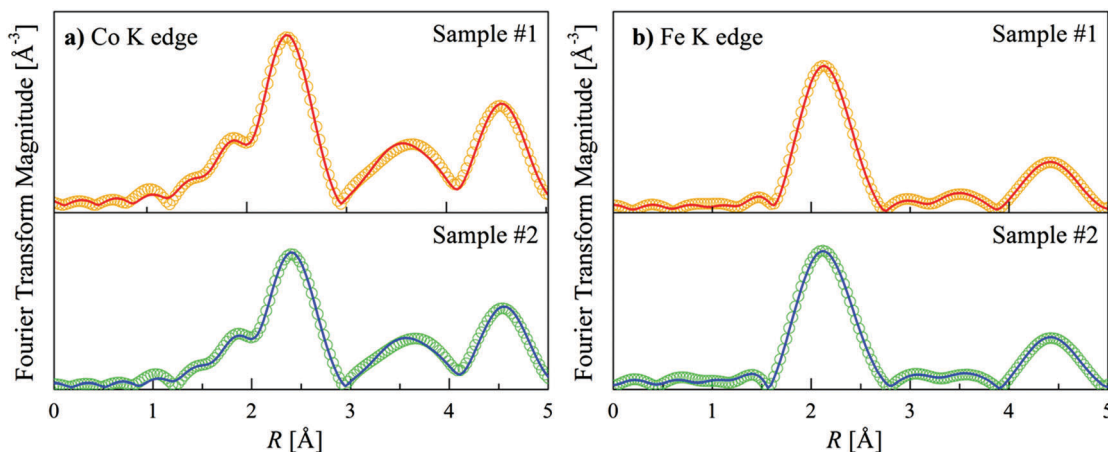 a) Co K edge
Sample #1
Sample #2
Fourier Transform Magnitude [Å⁻³]
0 1 2 3 4 5
R [Å]
b) Fe K edge
Sample #1
Sample #2
Fourier Transform Magnitude [Å⁻³]
0 1 2 3 4 5
R [Å]